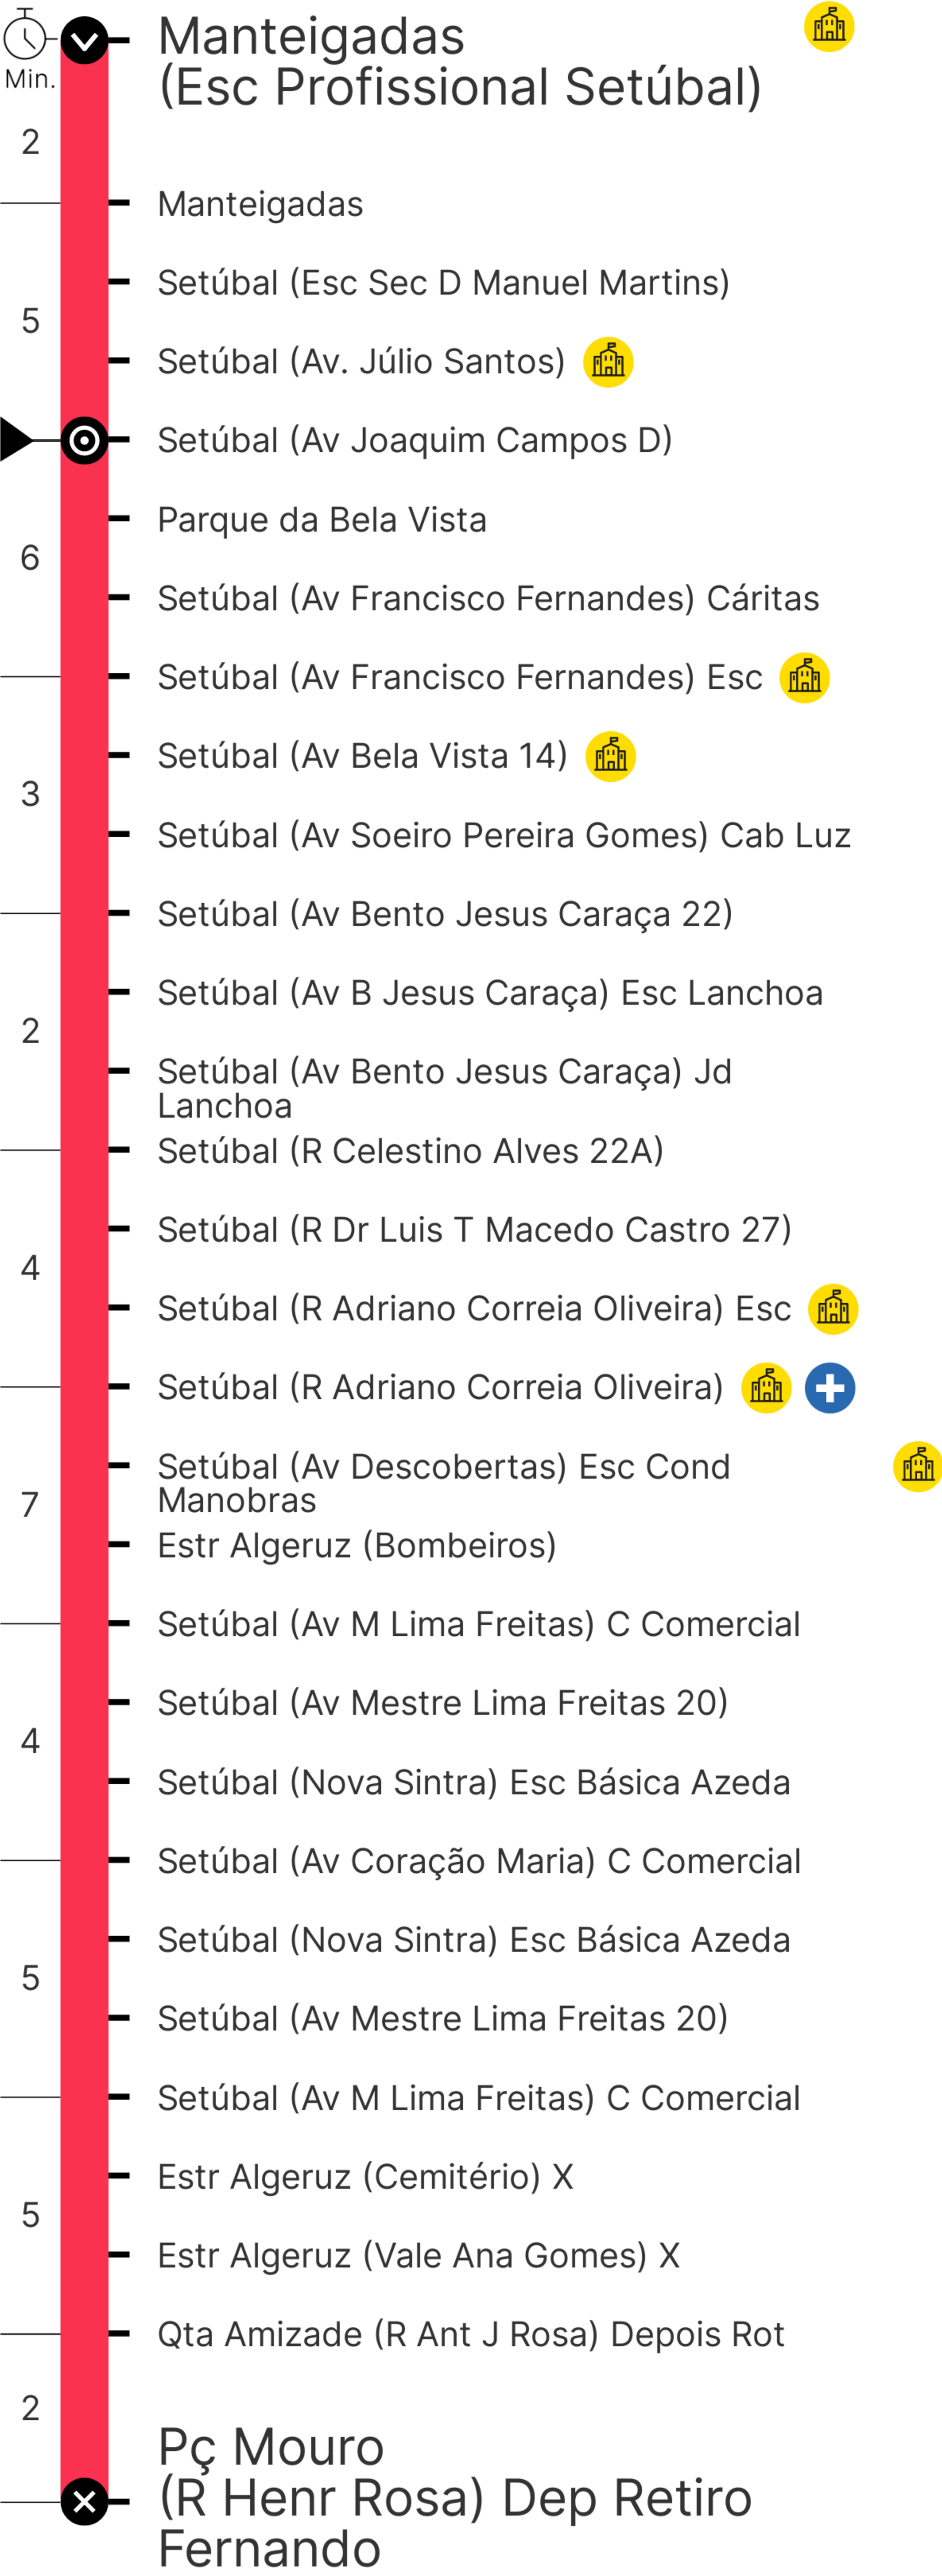 Manteigadas
(Esc Profissional Setúbal)
Min.
2
Manteigadas
Setúbal (Esc Sec D Manuel Martins)
5
Setúbal (Av. Júlio Santos)
Setúbal (Av Joaquim Campos D)
Parque da Bela Vista
6
Setúbal (Av Francisco Fernandes) Cáritas
Setúbal (Av Francisco Fernandes) Esc
Setúbal (Av Bela Vista 14)
3
Setúbal (Av Soeiro Pereira Gomes) Cab Luz
Setúbal (Av Bento Jesus Caraça 22)
Setúbal (Av B Jesus Caraça) Esc Lanchoa
2
Setúbal (Av Bento Jesus Caraça) Jd
Lanchoa
Setúbal (R Celestino Alves 22A)
Setúbal (R Dr Luis T Macedo Castro 27)
4
Setúbal (R Adriano Correia Oliveira) Esc
Setúbal (R Adriano Correia Oliveira)
Setúbal (Av Descobertas) Esc Cond
Manobras
7
Estr Algeruz (Bombeiros)
Setúbal (Av M Lima Freitas) C Comercial
Setúbal (Av Mestre Lima Freitas 20)
4
Setúbal (Nova Sintra) Esc Básica Azeda
Setúbal (Av Coração Maria) C Comercial
Setúbal (Nova Sintra) Esc Básica Azeda
5
Setúbal (Av Mestre Lima Freitas 20)
Setúbal (Av M Lima Freitas) C Comercial
Estr Algeruz (Cemitério) X
5
Estr Algeruz (Vale Ana Gomes) X
Qta Amizade (R Ant J Rosa) Depois Rot
2
Pç Mouro
(R Henr Rosa) Dep Retiro
Fernando